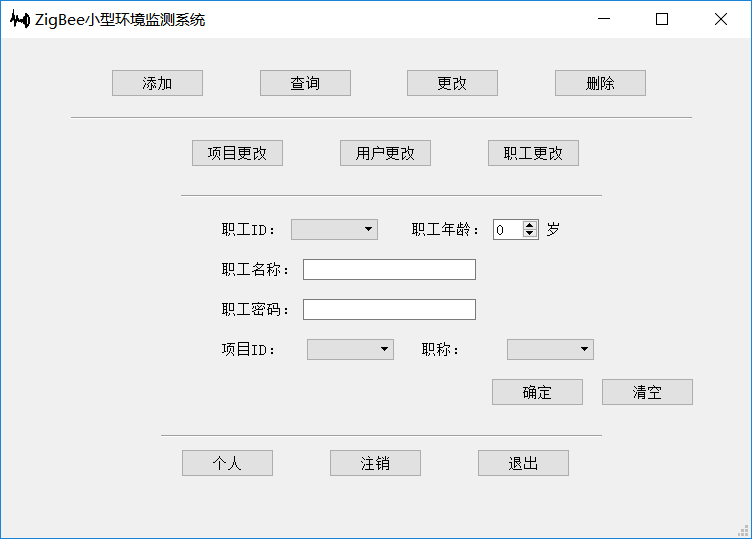 ZigBee小型环境监测系统
添加 查询 更改 删除
项目更改 用户更改 职工更改
职工ID： 职工年龄： 0 岁
职工名称：
职工密码：
项目ID： 职称：
确定 清空
个人 注销 退出